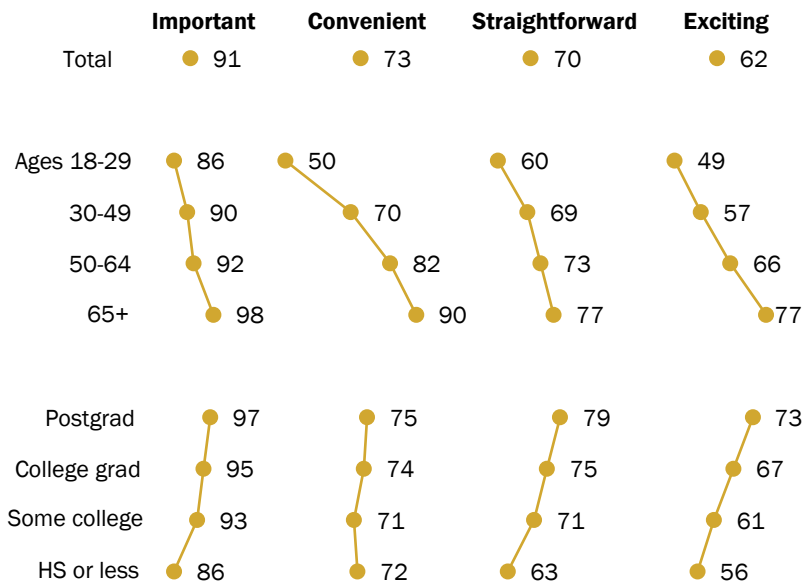 Important Convenient Straightforward Exciting
Total 91 73 70 62
Ages 18-29 86 50 60 49
30-49 90 70 69 57
50-64 92 82 73 66
65+ 98 90 77 77
Postgrad 97 75 79 73
College grad 95 74 75 67
Some college 93 71 71 61
HS or less 86 72 63 56